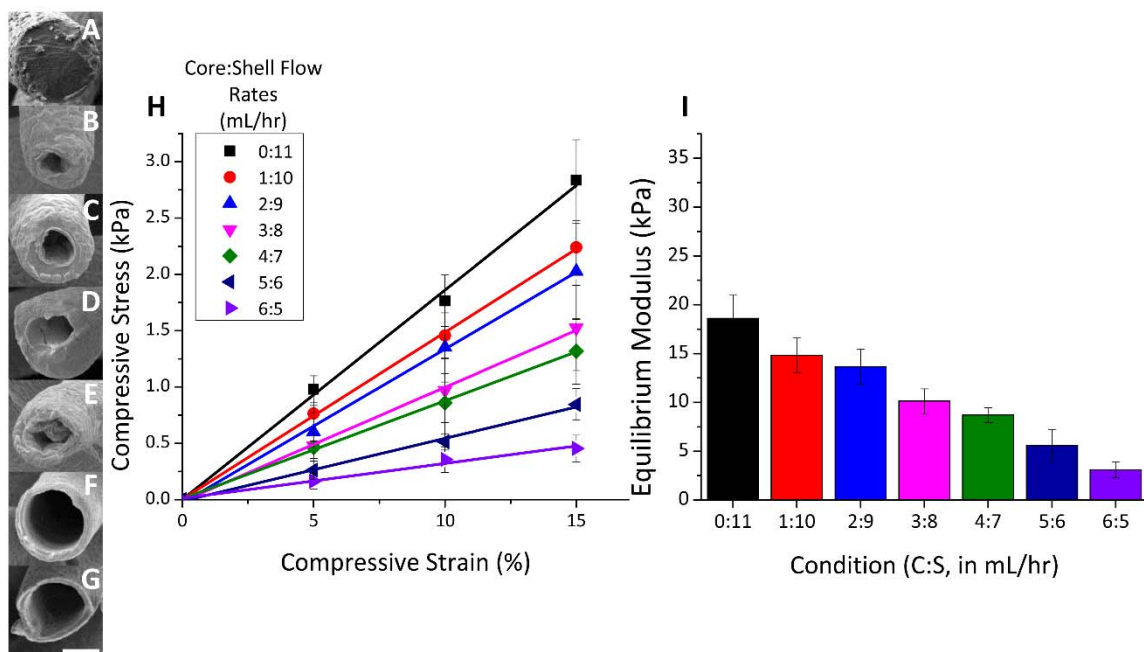 A
B
C
D
E
F
G
H
Core:Shell Flow
Rates
(mL/hr)
0:11
1:10
2:9
3:8
4:7
5:6
6:5
Compressive Stress (kPa)
3.0
2.5
2.0
1.5
1.0
0.5
0.0
0
5
10
15
Compressive Strain (%)
I
Equilibrium Modulus (kPa)
35
30
25
20
15
10
5
0
0:11
1:10
2:9
3:8
4:7
5:6
6:5
Condition (C:S, in mL/hr)